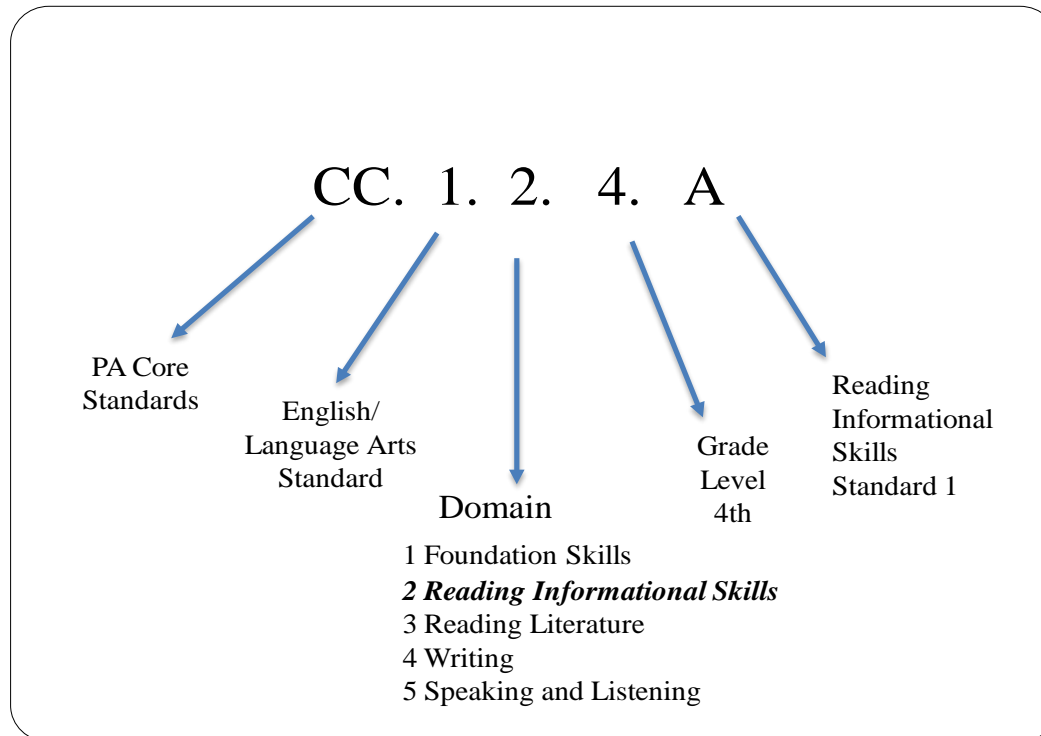 CC. 1. 2. 4. A
PA Core
Standards
English/
Language Arts
Standard
Domain
1 Foundation Skills
2 Reading Informational Skills
3 Reading Literature
4 Writing
5 Speaking and Listening
Grade
Level
4th
Reading
Informational
Skills
Standard 1